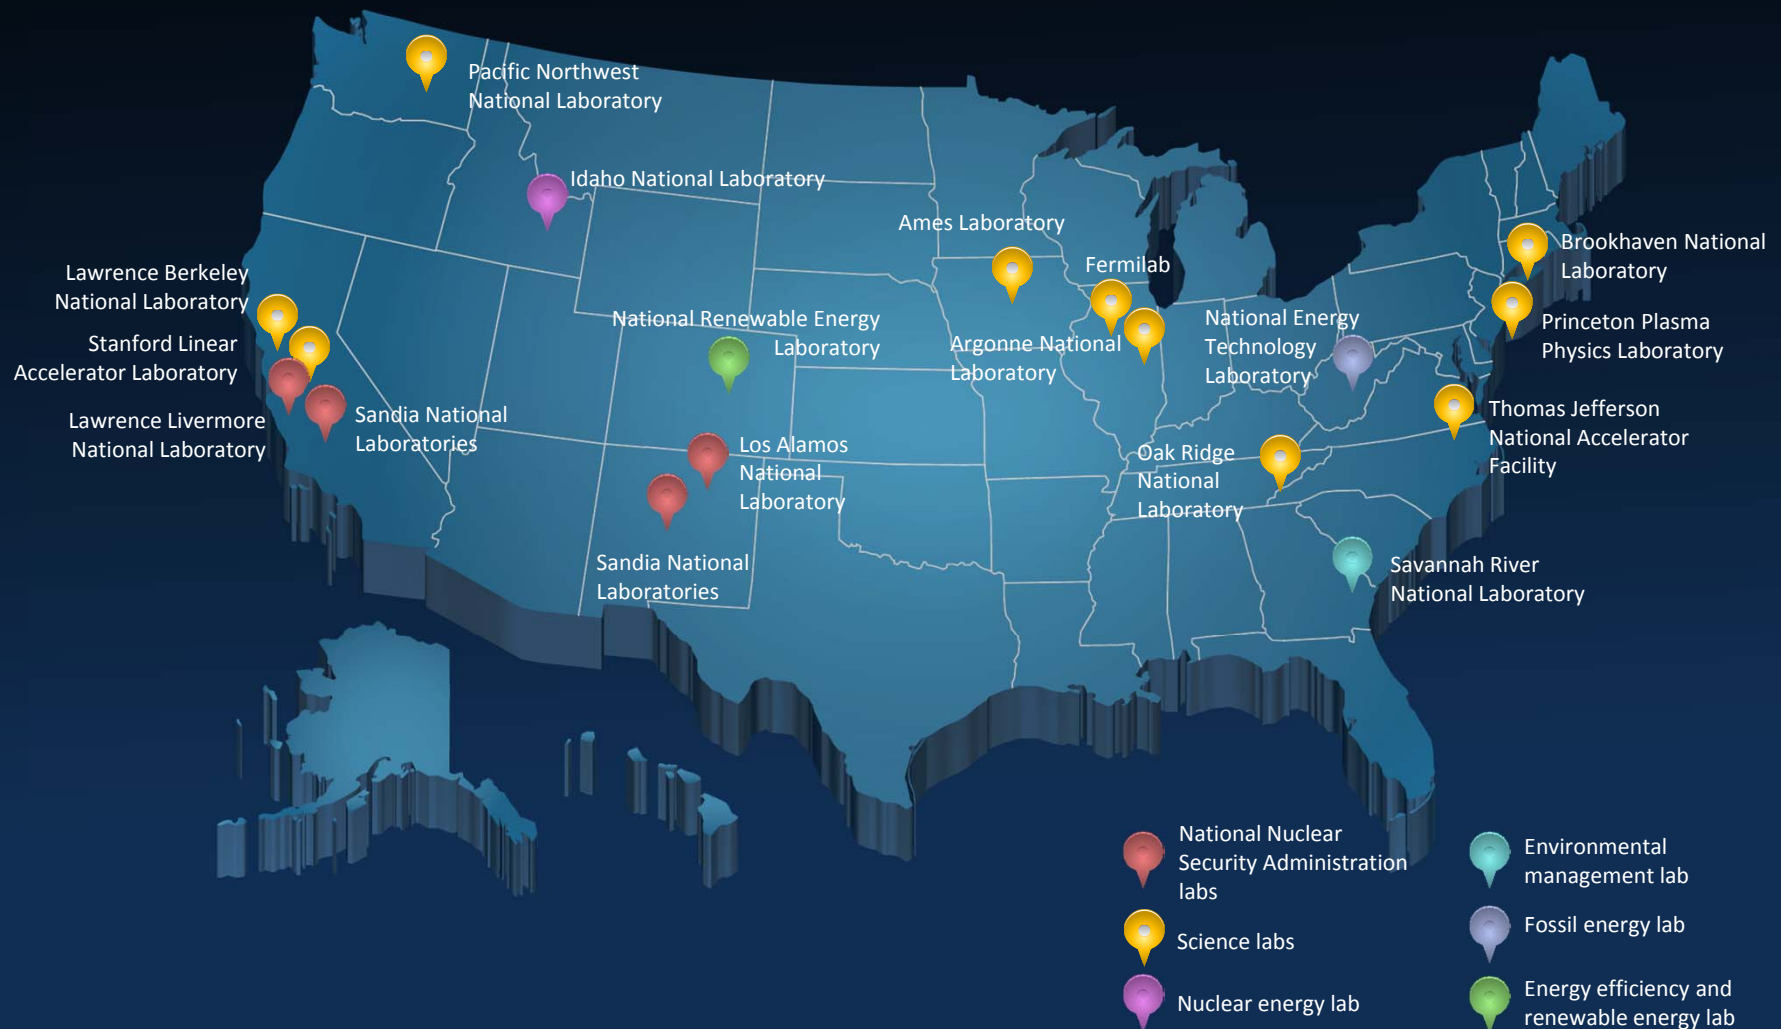 Pacific Northwest
National Laboratory
Idaho National Laboratory
Ames Laboratory
Fermilab
Brookhaven National
Laboratory
Lawrence Berkeley
National Laboratory
Stanford Linear
Accelerator Laboratory
Lawrence Livermore
National Laboratory
Sandia National
Laboratories
National Renewable Energy
Laboratory
Argonne National
Laboratory
National Energy
Technology
Laboratory
Princeton Plasma
Physics Laboratory
Thomas Jefferson
National Accelerator
Facility
Los Alamos
National
Laboratory
Oak Ridge
National
Laboratory
Sandia National
Laboratories
Savannah River
National Laboratory
National Nuclear
Security Administration
labs
Science labs
Nuclear energy lab
Environmental
management lab
Fossil energy lab
Energy efficiency and
renewable energy lab